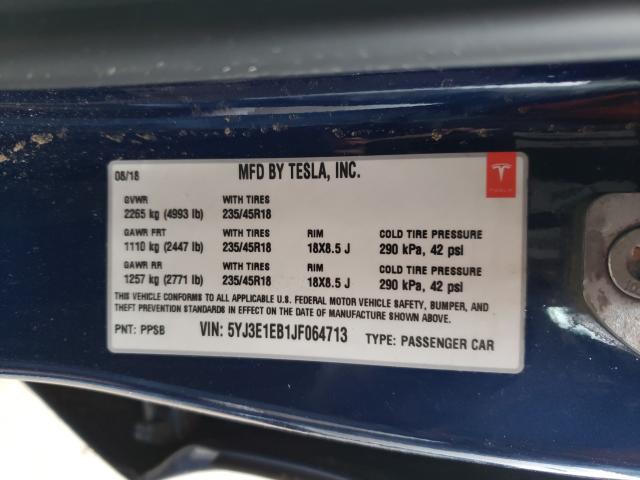 08/18 MFD BY TESLA, INC.
TESLA
GVWR WITH TIRES
2265 kg (4993 lb) 235/45R18
GAWR FRT WITH TIRES RIM COLD TIRE PRESSURE
1110 kg (2447 lb) 235/45R18 18X8.5 J 290 kPa, 42 psi
GAWR RR WITH TIRES RIM COLD TIRE PRESSURE
1257 kg (2771 lb) 235/45R18 18X8.5 J 290 kPa, 42 psi
THIS VEHICLE CONFORMS TO ALL APPLICABLE U.S. FEDERAL MOTOR VEHICLE SAFETY, BUMPER, AND
THEFT PREVENTION STANDARDS IN EFFECT ON THE DATE OF MANUFACTURE SHOWN ABOVE.
PNT: PPSB VIN: 5YJ3E1EB1JF064713 TYPE: PASSENGER CAR